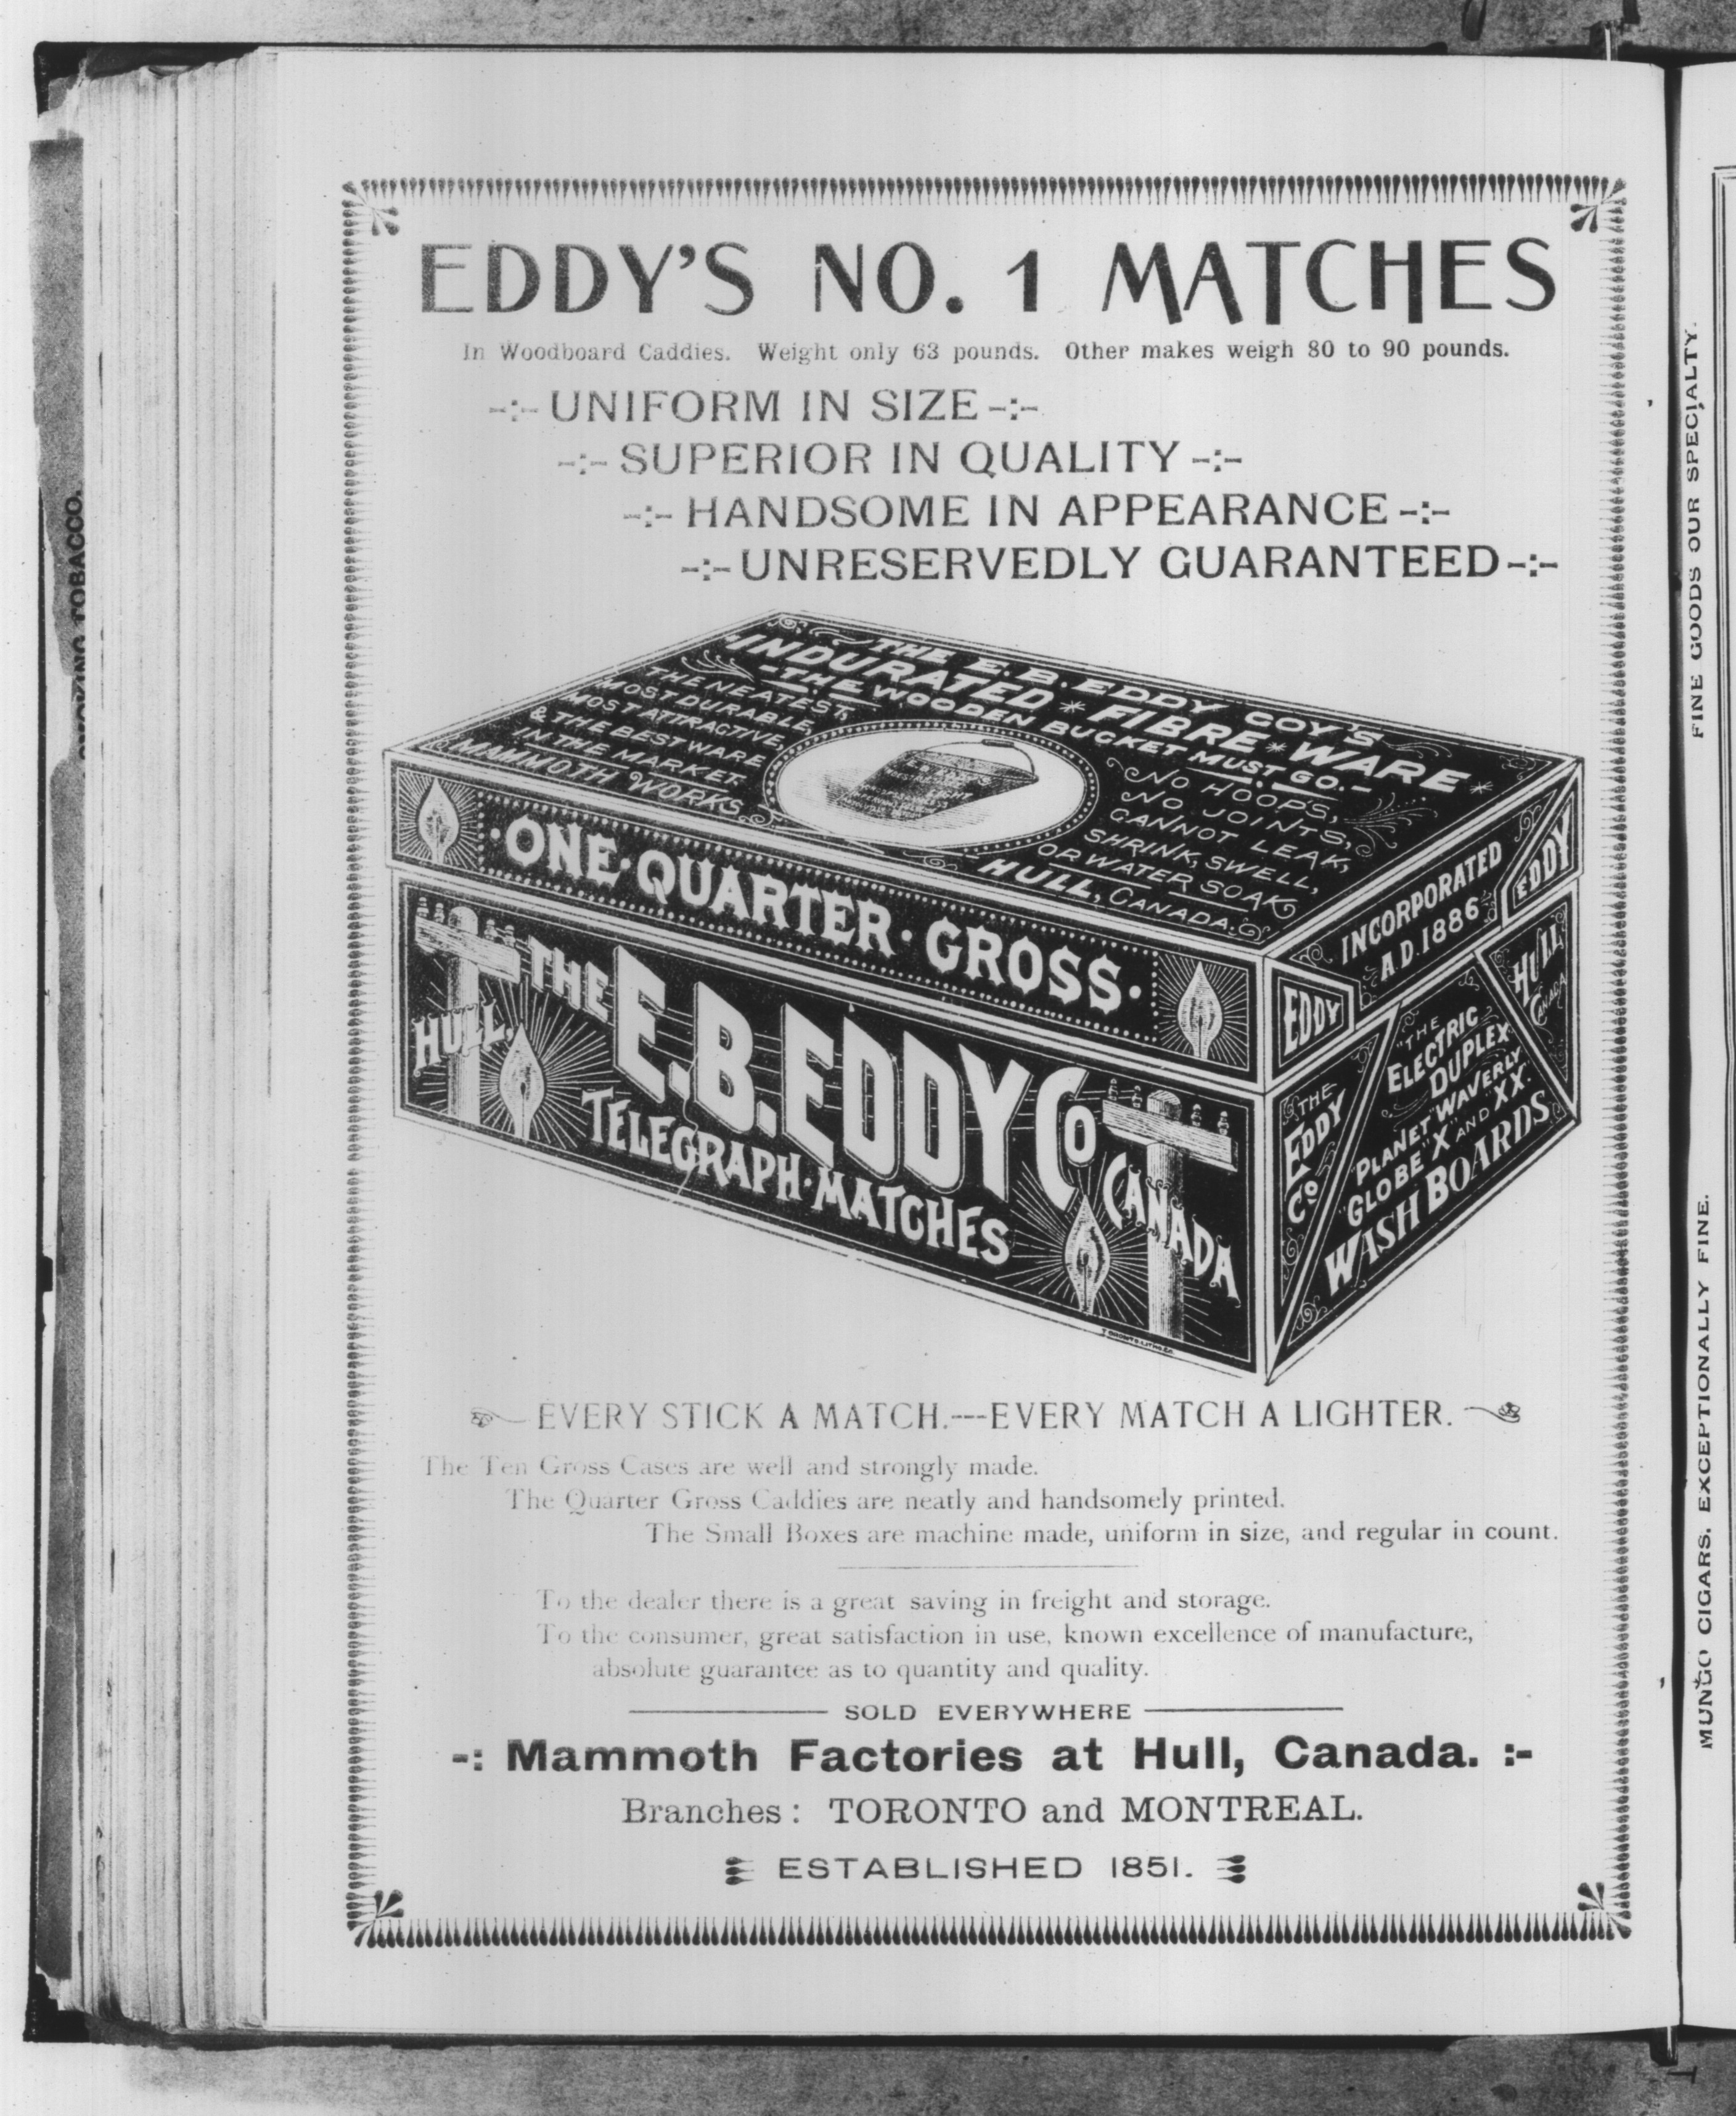 EDDY'S NO. 1 MATCHES
In Woodboard Caddies. Weight only 63 pounds. Other makes weigh 80 to 90 pounds.
-:- UNIFORM IN SIZE -:-
-:- SUPERIOR IN QUALITY -:-
-:- HANDSOME IN APPEARANCE -:-
-:- UNRESERVEDLY GUARANTEED -:-
THE E. B. EDDY COY'S
INDURATED * FIBRE * WARE *
-THE WOODEN BUCKET MUST GO.-
THE NEATEST,
MOST DURABLE,
MOST ATTRACTIVE,
& THE BEST WARE
IN THE MARKET.
MAMMOTH WORKS
NO HOOPS,
NO JOINTS,
CANNOT LEAK,
SHRINK, SWELL,
OR WATER SOAK
HULL, CANADA.
·ONE·QUARTER·GROSS·
THE E.B. EDDY CO
HULL.
TELEGRAPH·MATCHES
CANADA
TORONTO LITHO. CO.
INCORPORATED
A.D. 1886
EDDY
EDDY
THE
EDDY
CO
"THE
ELECTRIC
DUPLEX
PLANET "WAVERLY
"GLOBE "X" AND "XX.
WASH BOARDS
HULL
CANADA
EVERY STICK A MATCH.---EVERY MATCH A LIGHTER.
The Ten Gross Cases are well and strongly made.
The Quarter Gross Caddies are neatly and handsomely printed.
The Small Boxes are machine made, uniform in size, and regular in count.
To the dealer there is a great saving in freight and storage.
To the consumer, great satisfaction in use, known excellence of manufacture,
absolute guarantee as to quantity and quality.
SOLD EVERYWHERE
-: Mammoth Factories at Hull, Canada. :-
Branches: TORONTO and MONTREAL.
ESTABLISHED 1851.
TOBACCO.
FINE GOODS OUR SPECIALTY.
MUNGO CIGARS. EXCEPTIONALLY FINE.